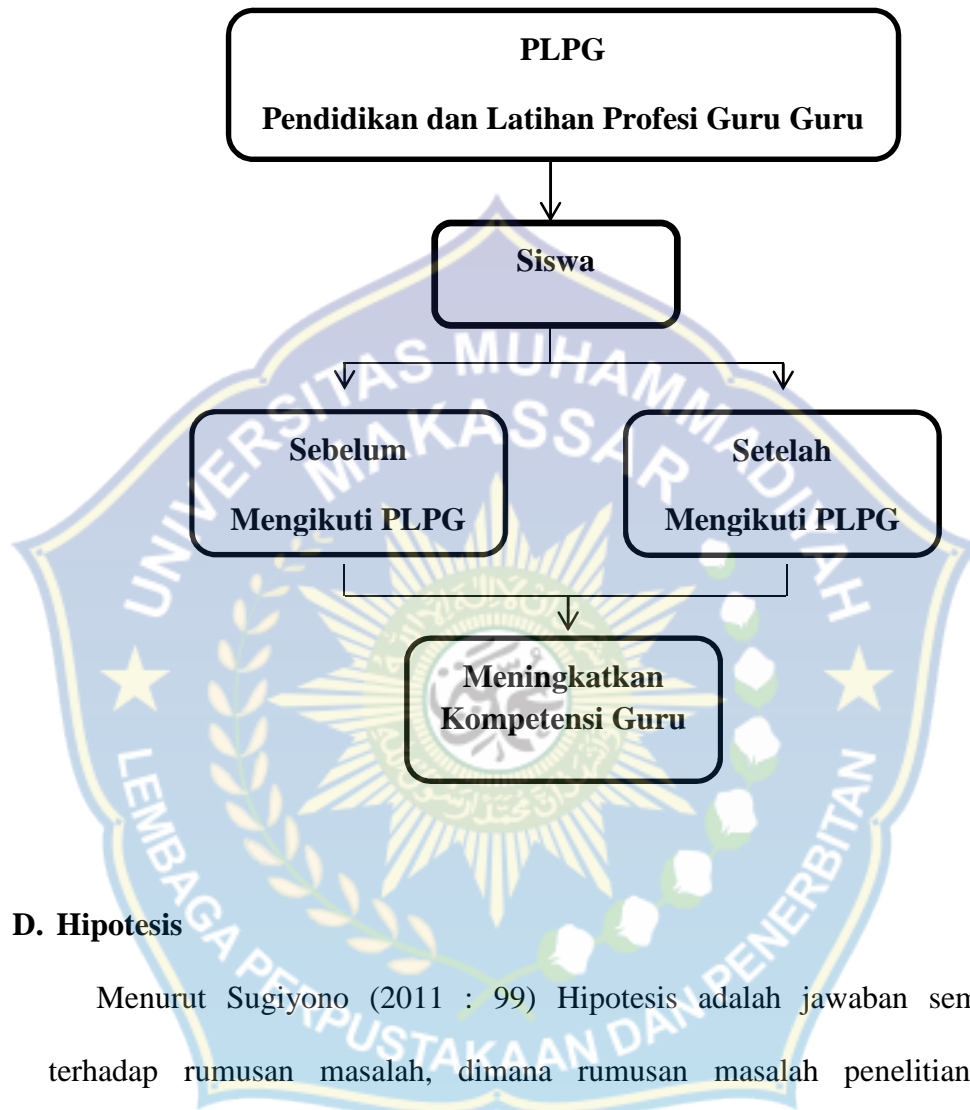 PLPG
Pendidikan dan Latihan Profesi Guru Guru
Siswa
Sebelum
Mengikuti PLPG
Setelah
Mengikuti PLPG
Meningkatkan
Kompetensi Guru
UNIVERSITAS MUHAMMADIYAH
MAKASSAR
LEMBAGA PERPUSTAKAAN DAN PENERBITAN
D. Hipotesis
Menurut Sugiyono (2011 : 99) Hipotesis adalah jawaban sem
terhadap rumusan masalah, dimana rumusan masalah penelitian